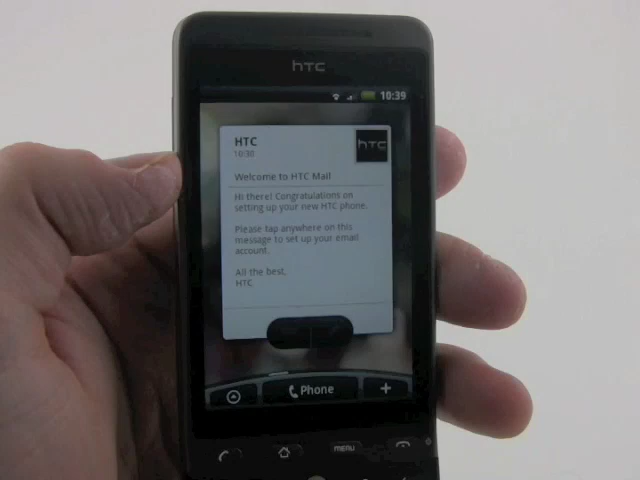 hTC
10:39
HTC
10:30
hTC
Welcome to HTC Mail
Hi there! Congratulations on
setting up your new HTC phone.
Please tap anywhere on this
message to set up your email
account.
All the best,
HTC
Phone
MENU